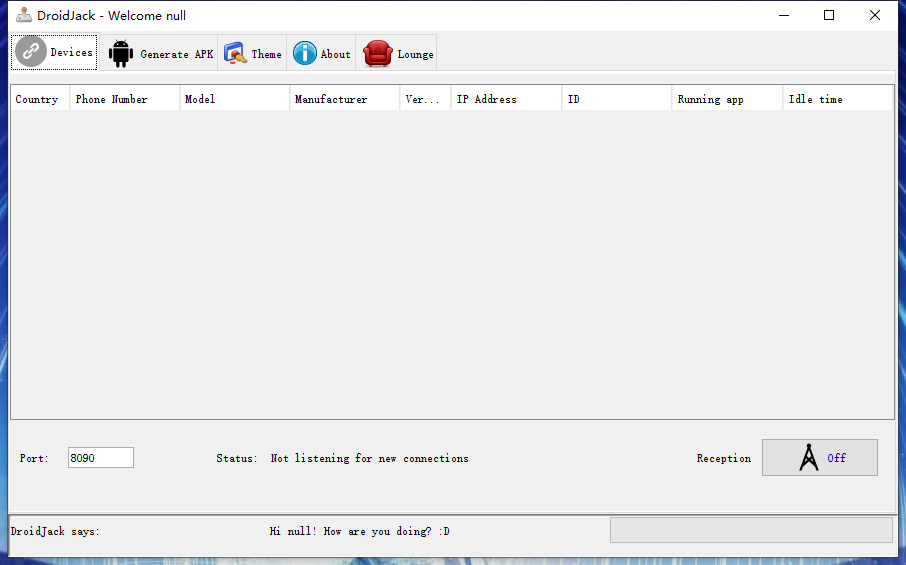 DroidJack - Welcome null
Devices Generate APK Theme About Lounge
Country Phone Number Model Manufacturer Ver... IP Address ID Running app Idle time
Port: 8090 Status: Not listening for new connections Reception Off
DroidJack says: Hi null! How are you doing? :D